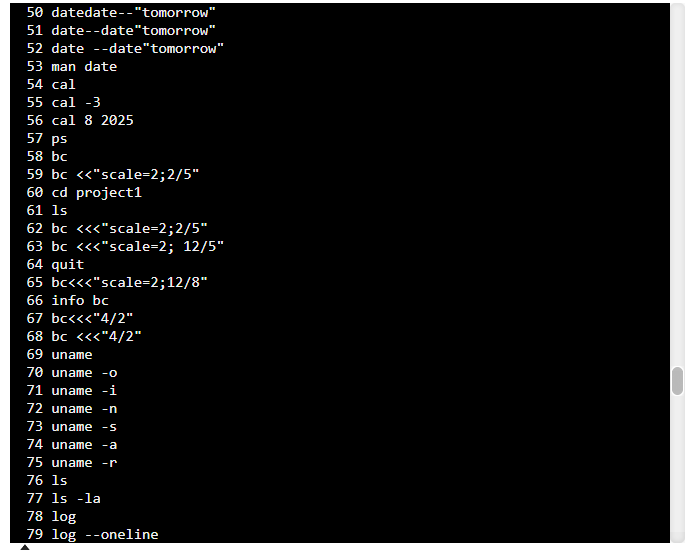 50 datedate--"tomorrow"
51 date--date"tomorrow"
52 date --date"tomorrow"
53 man date
54 cal
55 cal -3
56 cal 8 2025
57 ps
58 bc
59 bc <<"scale=2;2/5"
60 cd project1
61 ls
62 bc <<<"scale=2;2/5"
63 bc <<<"scale=2; 12/5"
64 quit
65 bc<<<"scale=2;12/8"
66 info bc
67 bc<<<"4/2"
68 bc <<<"4/2"
69 uname
70 uname -o
71 uname -i
72 uname -n
73 uname -s
74 uname -a
75 uname -r
76 ls
77 ls -la
78 log
79 log --oneline